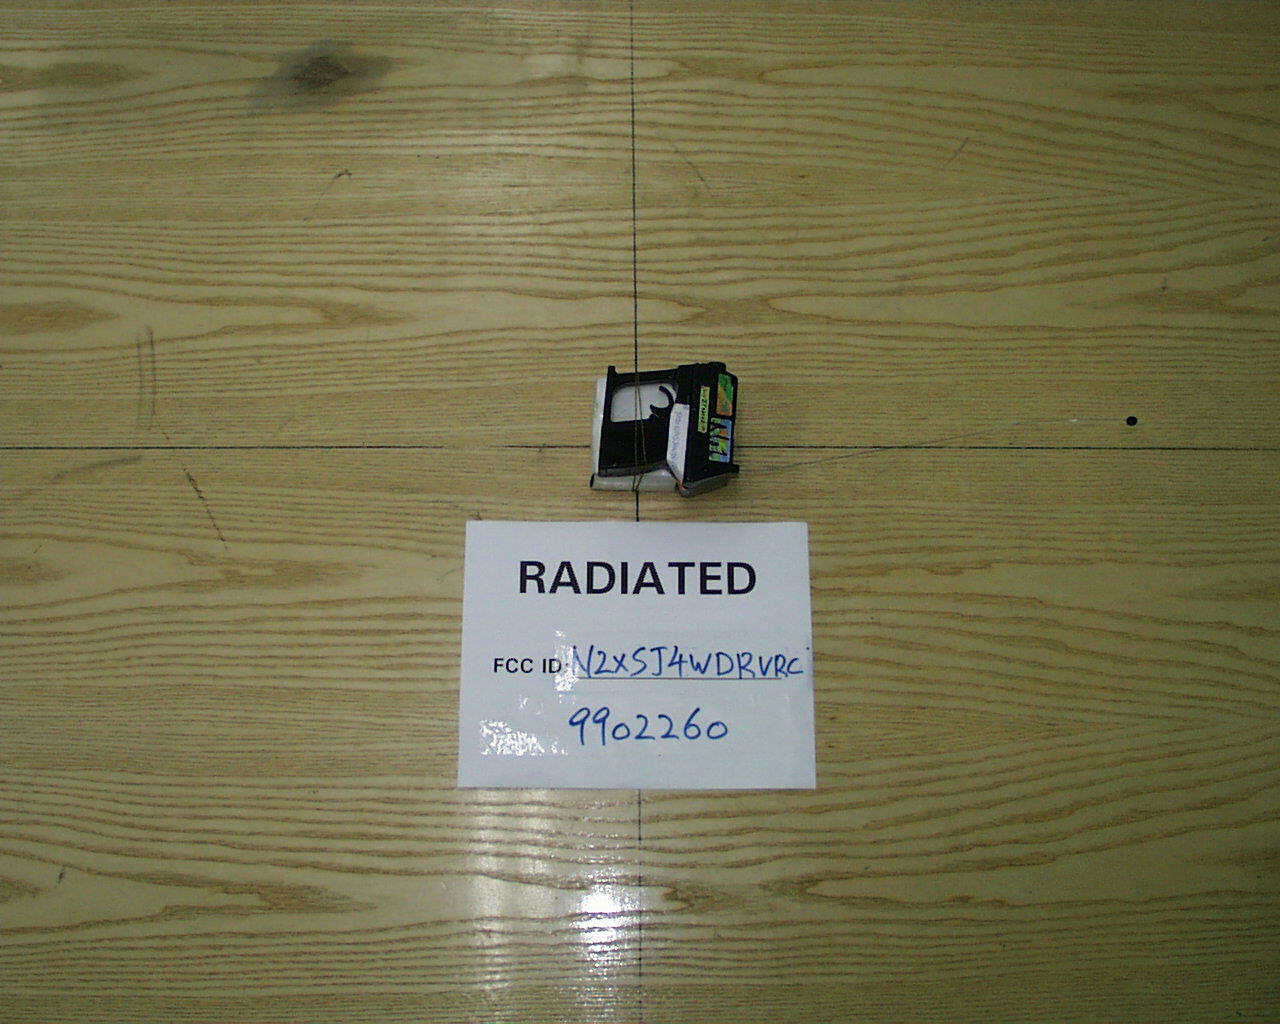 RADIATED
FCC ID: N2XSJ4WDRVRC
9902260